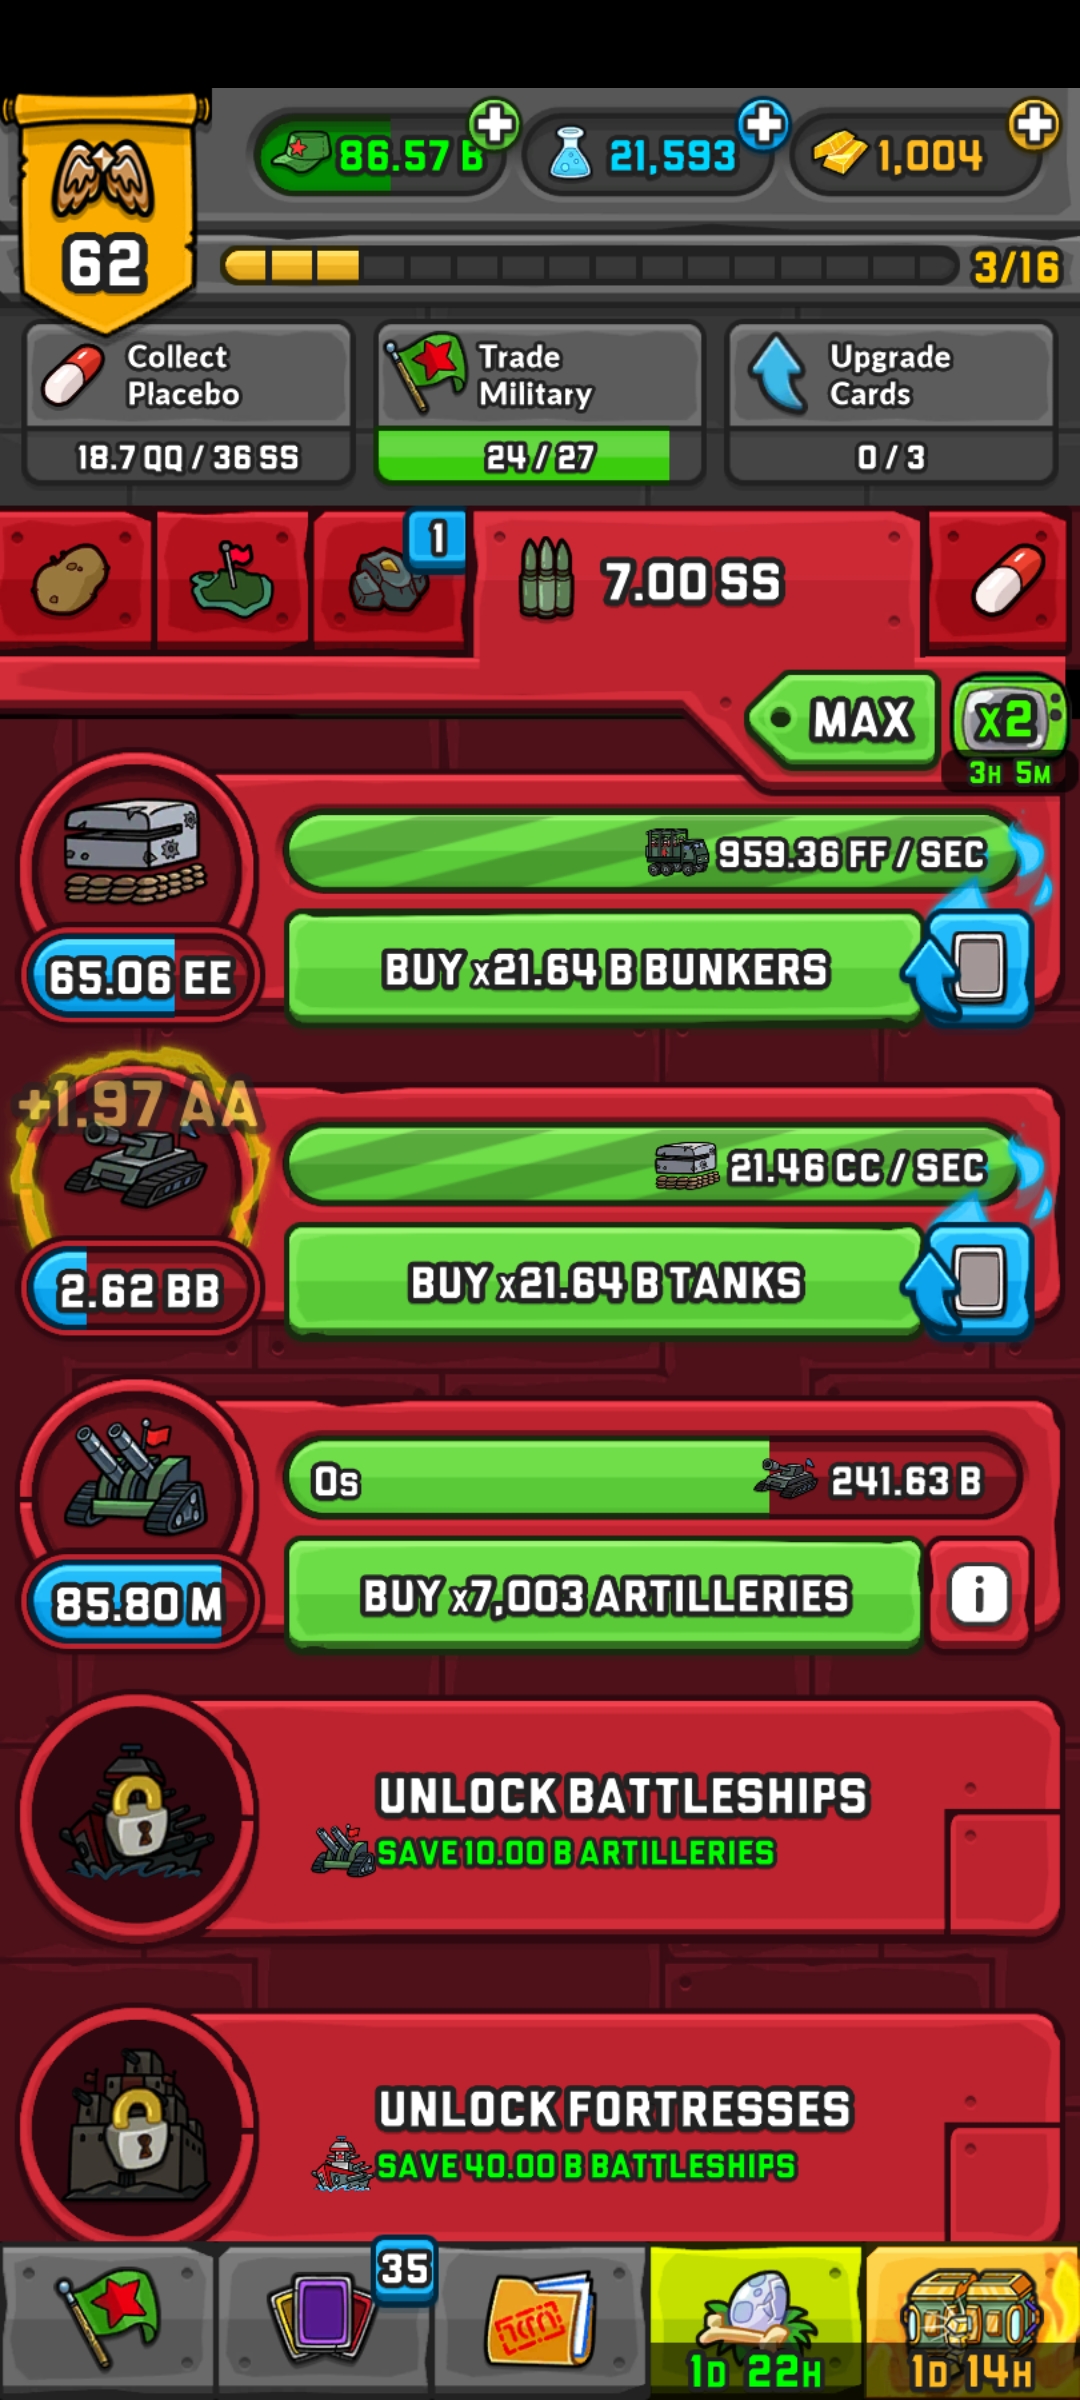 62
86.57 B
21,593
1,004
3/16
Collect
Placebo
18.7 QQ / 36 SS
Trade
Military
24 / 27
Upgrade
Cards
0 / 3
1
7.00 SS
MAX
x2
3H 5M
959.36 FF / SEC
65.06 EE
BUY x21.64 B BUNKERS
+1.97 AA
21.46 CC / SEC
2.62 BB
BUY x21.64 B TANKS
0s
241.63 B
85.80 M
BUY x7,003 ARTILLERIES
i
UNLOCK BATTLESHIPS
SAVE 10.00 B ARTILLERIES
UNLOCK FORTRESSES
SAVE 40.00 B BATTLESHIPS
35
1D 22H
1D 14H